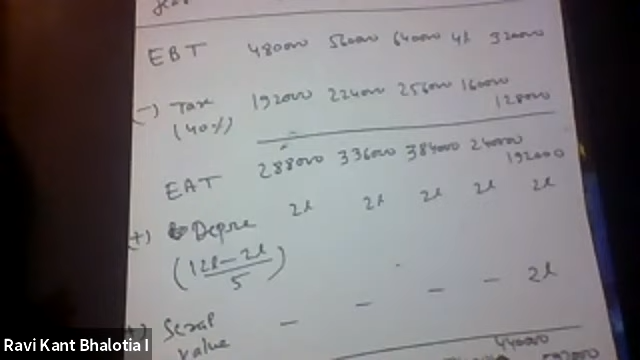 EBT 480000 560000 640000 4l 320000
(-) Tax 192000 224000 256000 160000
(40%) 128000
EAT 288000 336000 384000 240000
192000
(+) Depre 2l 2l 2l 2l 2l
(12l-2l/5)
Scrap — — — — 2l
value
440000
Ravi Kant Bhalotia I